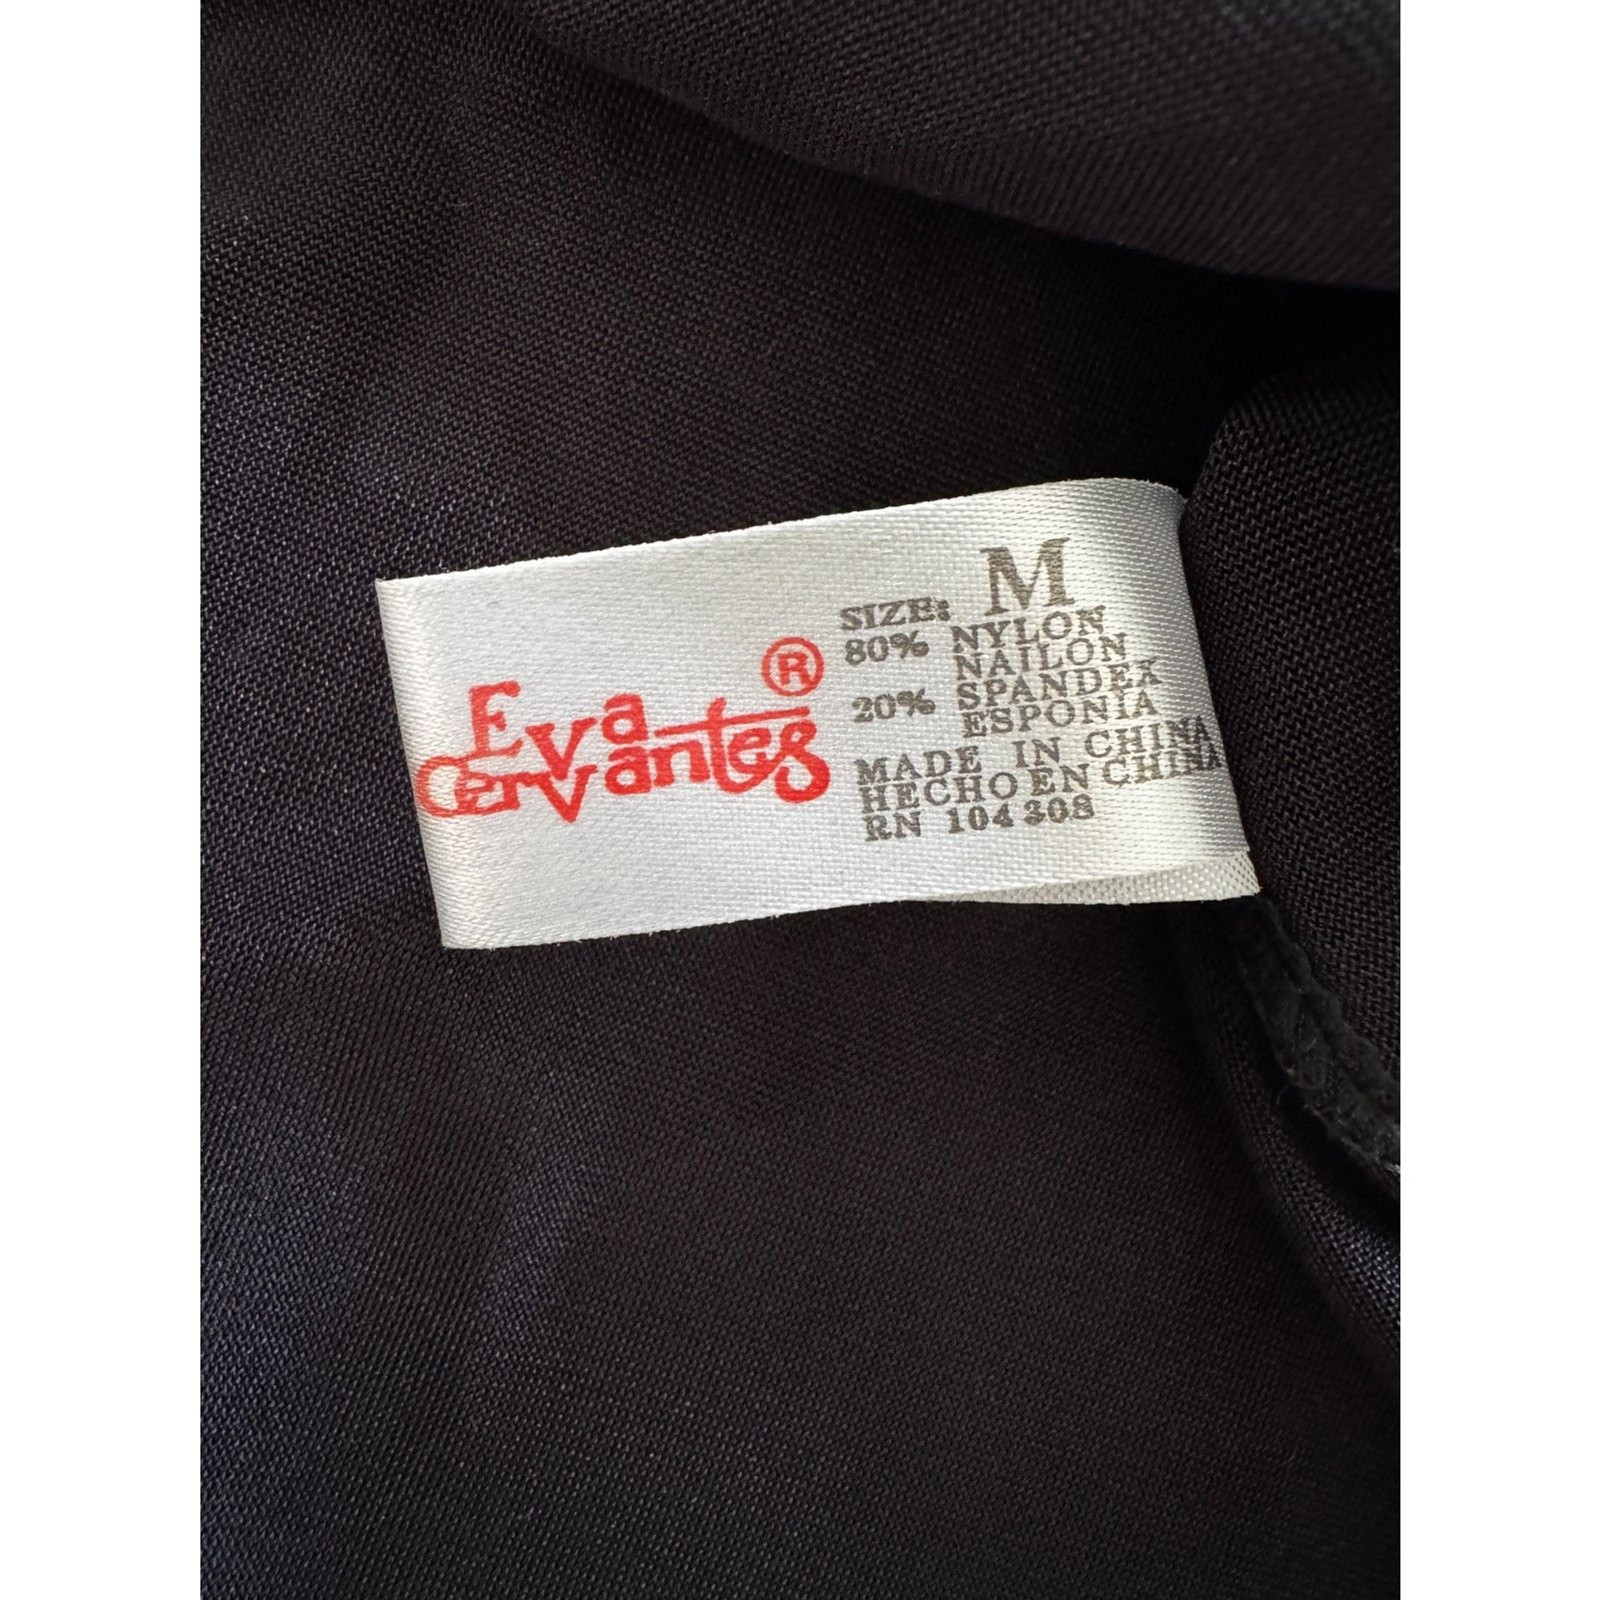 Eva
Cervantes®
SIZE: M
80% NYLON
NAILON
20% SPANDEX
ESPONIA
MADE IN CHINA
HECHO EN CHINA
RN 104308